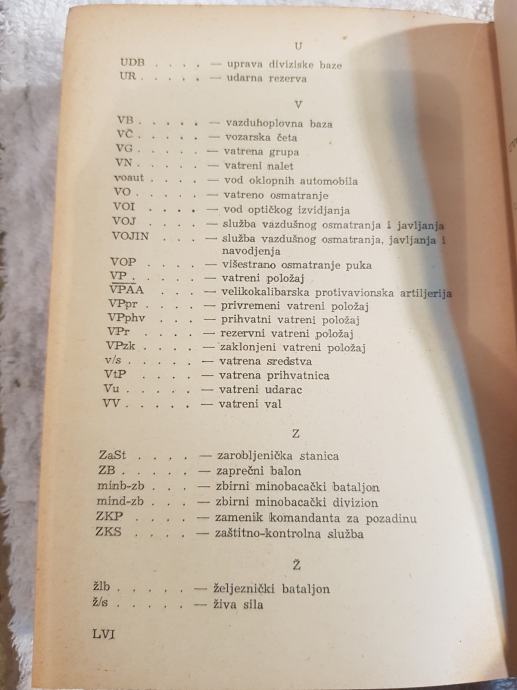 U
UDB . . . . — uprava diviziske baze
UR . . . . . — udarna rezerva
V
VB . . . . . — vazduhoplovna baza
VČ . . . . . — vozarska četa
VG . . . . . — vatrena grupa
VN . . . . . — vatreni nalet
voaut . . . . — vod oklopnih automobila
VO . . . . . — vatreno osmatranje
VOI . . . . — vod optičkog izvidjanja
VOJ . . . . — služba vazdušnog osmatranja i javljanja
VOJIN . . . — služba vazdušnog osmatranja, javljanja i
navodjenja
VOP . . . . — višestrano osmatranje puka
VP . . . . . — vatreni položaj
VPAA . . . . — velikokalibarska protivavionska artiljerija
VPpr . . . . — privremeni vatreni položaj
VPphv . . . — prihvatni vatreni položaj
VPr . . . . — rezervni vatreni položaj
VPzk . . . . — zaklonjeni vatreni položaj
v/s . . . . . — vatrena sredstva
VtP . . . . — vatrena prihvatnica
Vu . . . . . — vatreni udarac
VV . . . . . — vatreni val
Z
ZaSt . . . . — zarobljenička stanica
ZB . . . . . — zaprečni balon
minb-zb . . . — zbirni minobacački bataljon
mind-zb . . . — zbirni minobacački divizion
ZKP . . . . — zamenik komandanta za pozadinu
ZKS . . . . — zaštitno-kontrolna služba
Ž
žlb . . . . . — željeznički bataljon
ž/s . . . . . — živa sila
LVI